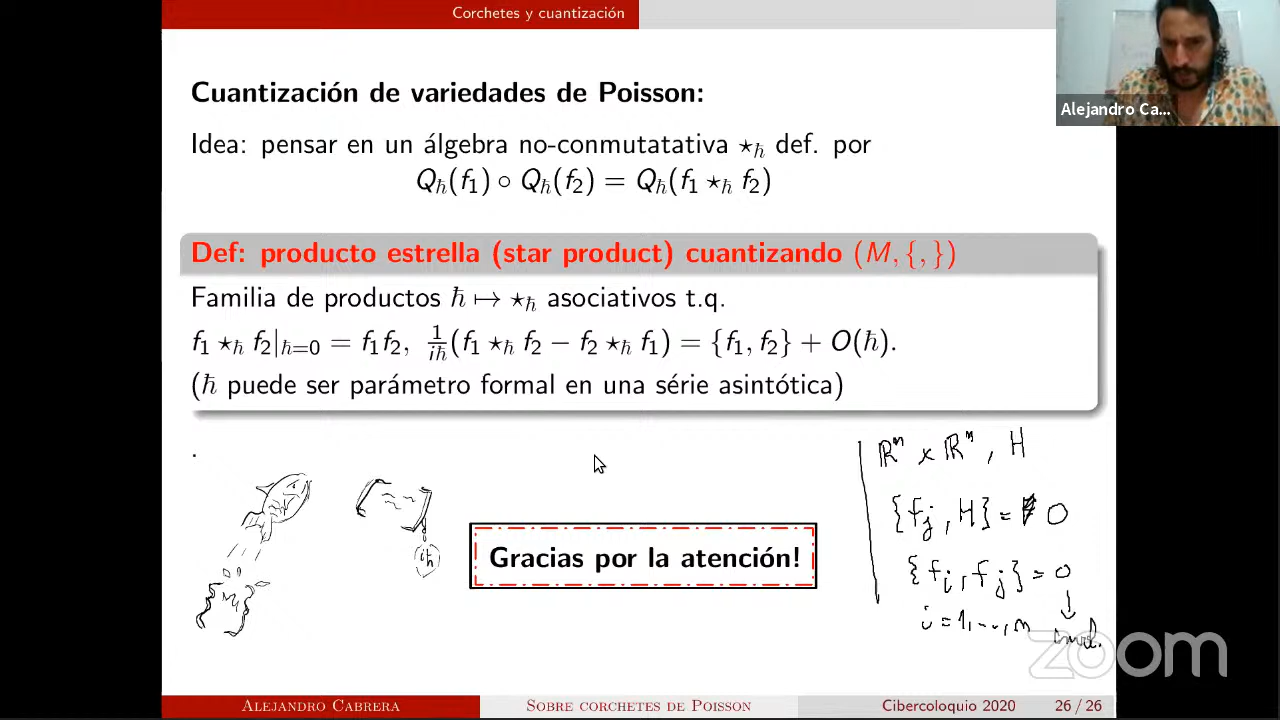 Corchetes y cuantización
Cuantización de variedades de Poisson:
Idea: pensar en un álgebra no-conmutatativa ⋆ℏ def. por
Qℏ(f₁) ∘ Qℏ(f₂) = Qℏ(f₁ ⋆ℏ f₂)
Def: producto estrella (star product) cuantizando (M, {,})
Familia de productos ℏ ↦ ⋆ℏ asociativos t.q.
f₁ ⋆ℏ f₂|ℏ=0 = f₁f₂, 1/iℏ (f₁ ⋆ℏ f₂ − f₂ ⋆ℏ f₁) = {f₁, f₂} + O(ℏ).
(ℏ puede ser parámetro formal en una série asintótica)
.
iℏ
Gracias por la atención!
ℝⁿ × ℝⁿ, H
{fⱼ, H} = 0
{fᵢ, fⱼ} = 0
i = 1, ..., n
Alejandro Ca...
zoom
Alejandro Cabrera
Sobre corchetes de Poisson
Cibercoloquio 2020
26 / 26